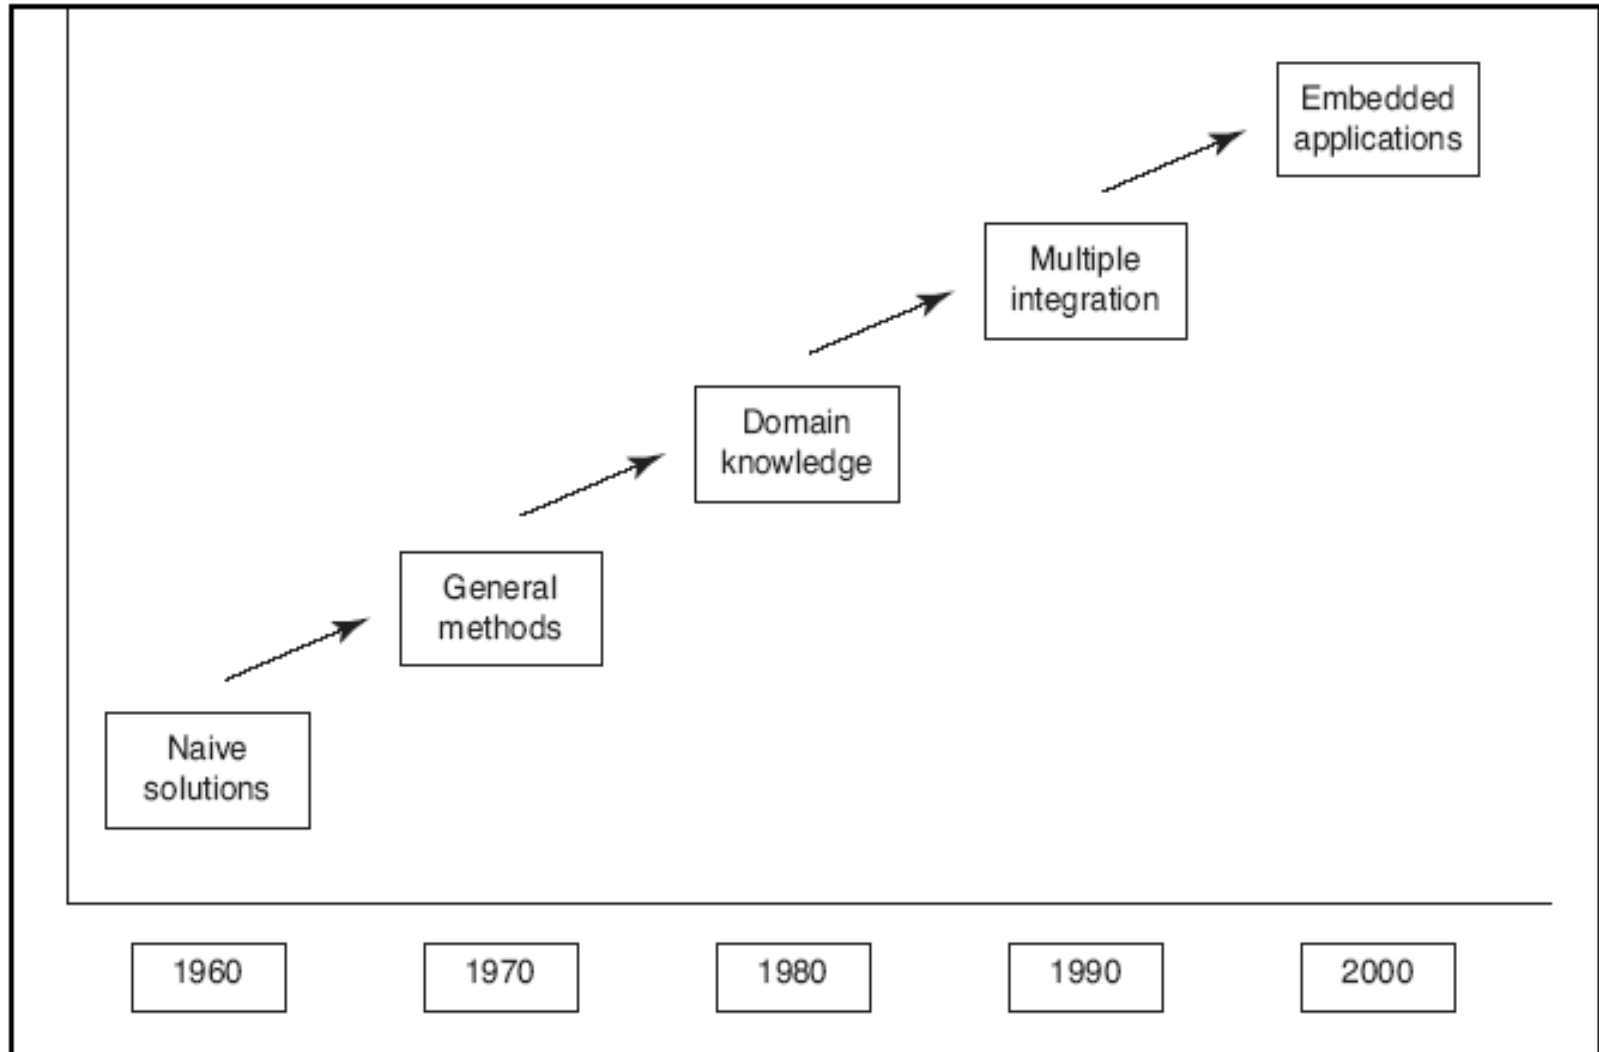 Embedded
applications
Multiple
integration
Domain
knowledge
General
methods
Naive
solutions
1960
1970
1980
1990
2000